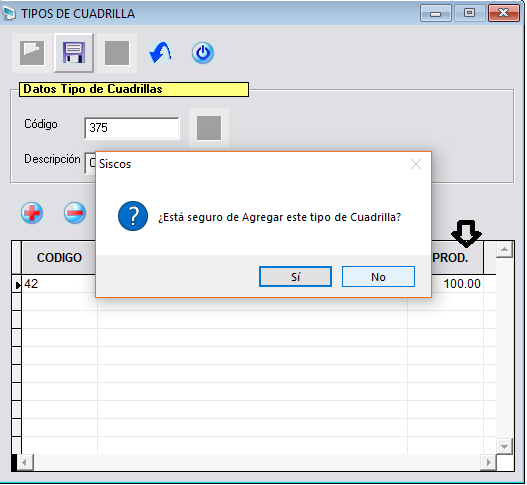 TIPOS DE CUADRILLA
Datos Tipo de Cuadrillas
Código
375
Descripción
Siscos
¿Está seguro de Agregar este tipo de Cuadrilla?
Sí
No
CODIGO
PROD.
42
100.00